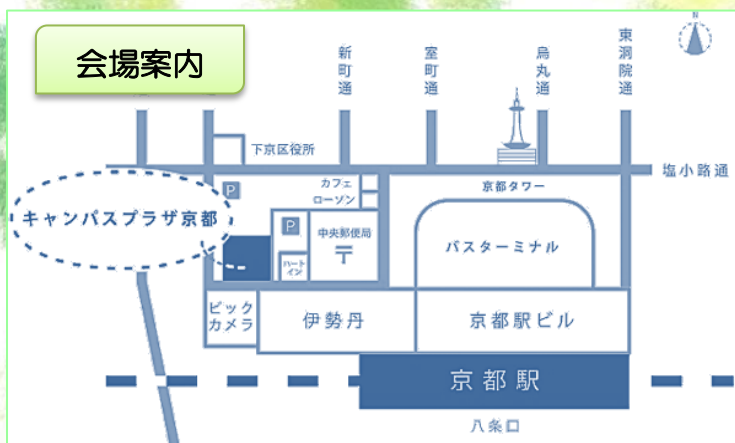 会場案内
新町通
室町通
烏丸通
東洞院通
N
下京区役所
塩小路通
P
カフェ
ローソン
京都タワー
キャンパスプラザ京都
P
中央郵便局
〒
ハート
イン
バスターミナル
ビック
カメラ
伊勢丹
京都駅ビル
京都駅
八条口